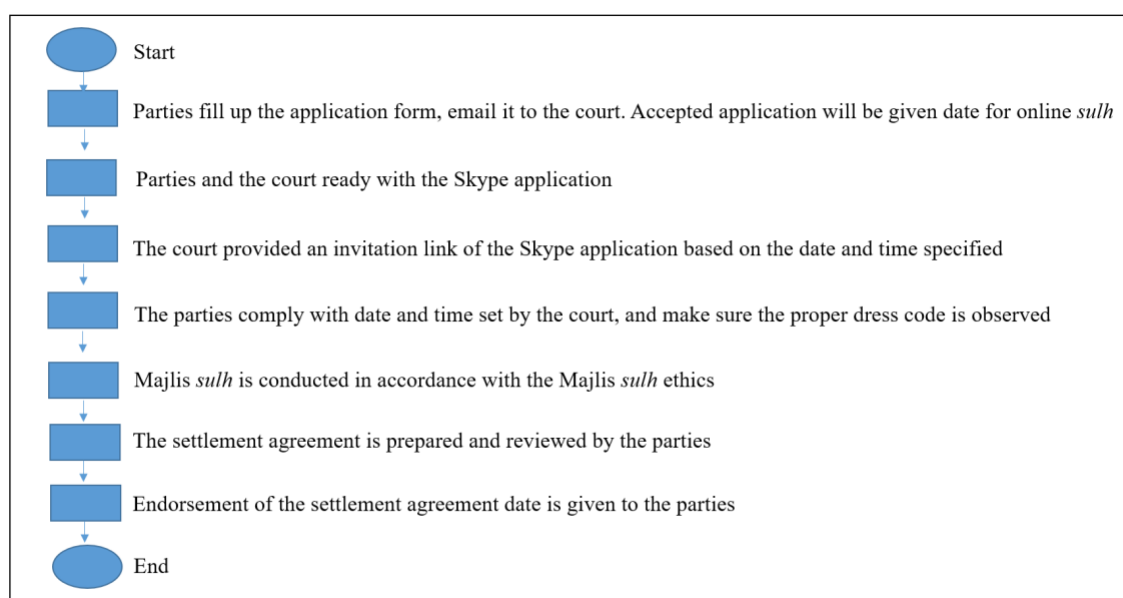 Start
Parties fill up the application form, email it to the court. Accepted application will be given date for online sulh
Parties and the court ready with the Skype application
The court provided an invitation link of the Skype application based on the date and time specified
The parties comply with date and time set by the court, and make sure the proper dress code is observed
Majlis sulh is conducted in accordance with the Majlis sulh ethics
The settlement agreement is prepared and reviewed by the parties
Endorsement of the settlement agreement date is given to the parties
End